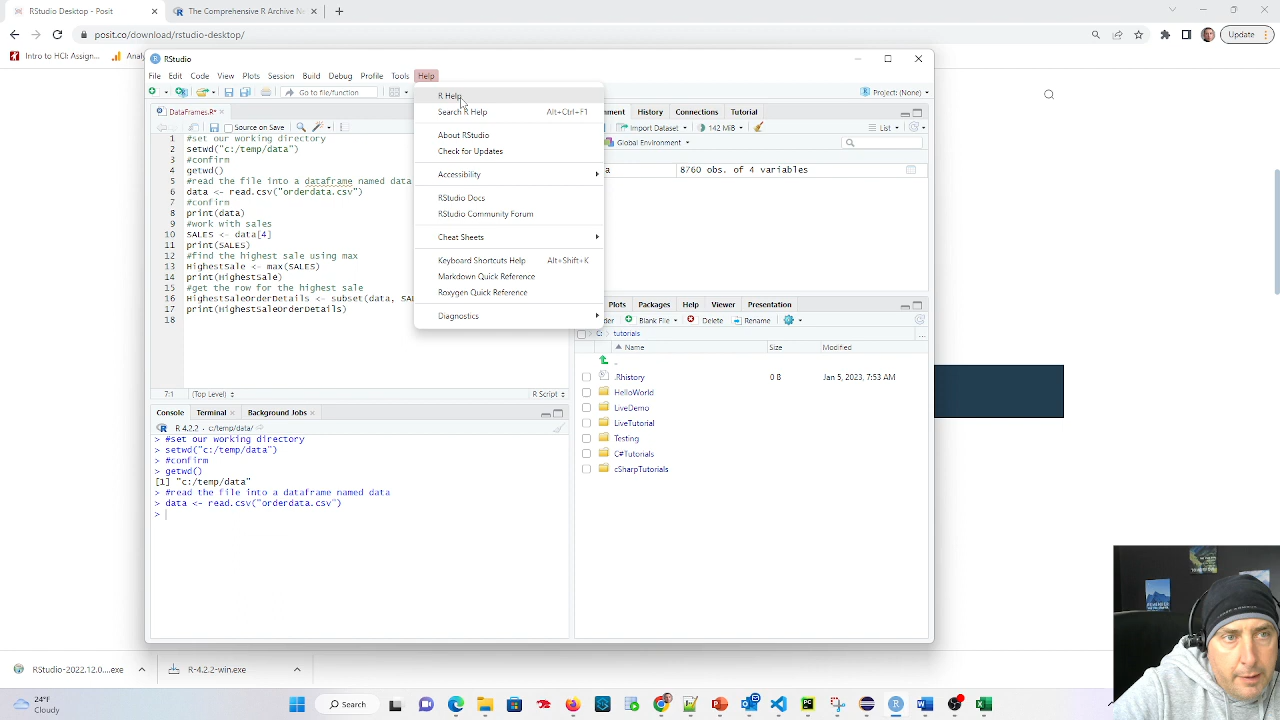 RStudio Desktop - Posit
The Comprehensive R Archive Ne
posit.co/download/rstudio-desktop/
Update
Intro to HCI: Assign...
Analy
RStudio
File Edit Code View Plots Session Build Debug Profile Tools Help
Go to file/function
Project: (None)
R Help
Search R Help Alt+Ctrl+F1
About RStudio
Check for Updates
Accessibility
RStudio Docs
RStudio Community Forum
Cheat Sheets
Keyboard Shortcuts Help Alt+Shift+K
Markdown Quick Reference
Roxygen Quick Reference
Diagnostics
DataFrames.R*
Source on Save
1 #set our working directory
2 setwd("c:/temp/data")
3 #confirm
4 getwd()
5 #read the file into a dataframe named data
6 data <- read.csv("orderdata.csv")
7 #confirm
8 print(data)
9 #work with sales
10 SALES <- data[4]
11 print(SALES)
12 #find the highest sale using max
13 HighestSale <- max(SALES)
14 print(HighestSale)
15 #get the row for the highest sale
16 HighestSaleOrderDetails <- subset(data, SA
17 print(HighestSaleOrderDetails)
18
7:1 (Top Level) R Script
Console Terminal Background Jobs
R 4.2.2 · c:/temp/data/
> #set our working directory
> setwd("c:/temp/data")
> #confirm
> getwd()
[1] "c:/temp/data"
> #read the file into a dataframe named data
> data <- read.csv("orderdata.csv")
>
nment History Connections Tutorial
Import Dataset 142 MiB List
Global Environment
a 8760 obs. of 4 variables
Plots Packages Help Viewer Presentation
der Blank File Delete Rename
C: tutorials
Name Size Modified
..
.Rhistory 0 B Jan 5, 2023, 7:53 AM
HelloWorld
LiveDemo
LiveTutorial
Testing
C#Tutorials
cSharpTutorials
RStudio-2022.12.0....exe
R-4.2.2-win.exe
24°F
Cloudy
Search